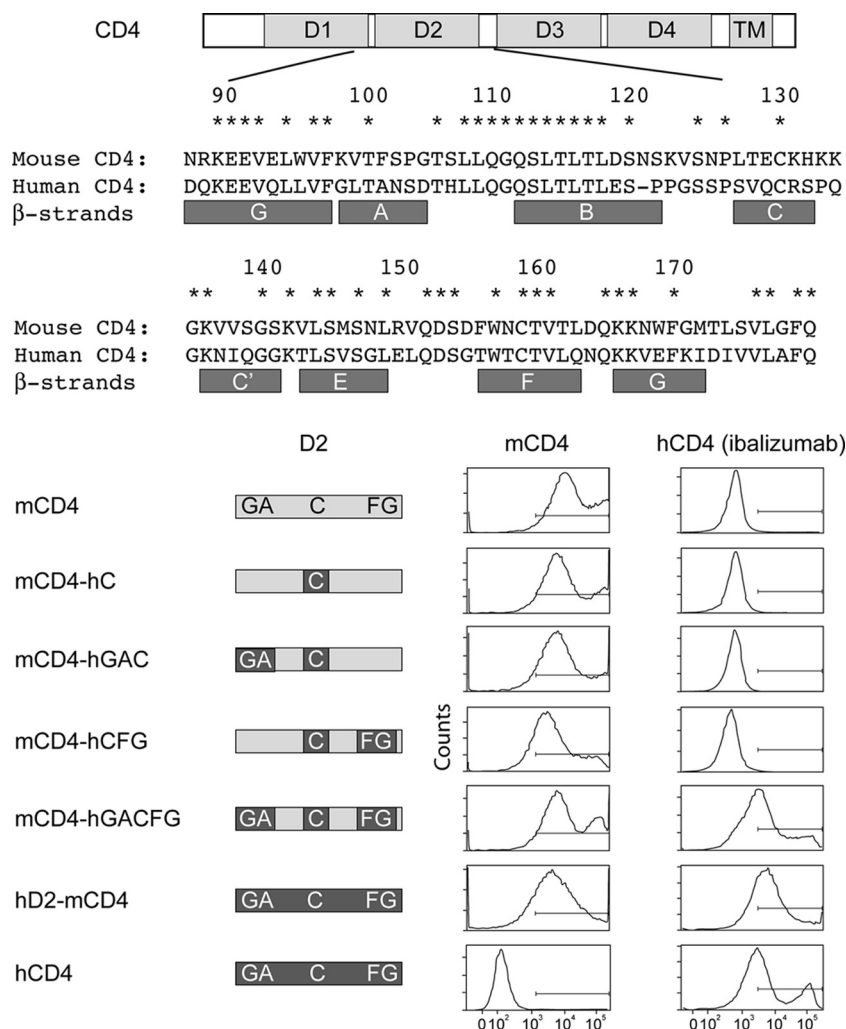 CD4 D1 D2 D3 D4 TM
90 100 110 120 130
**** * ** * * *********** * * * *
Mouse CD4: NRKEEVELWVFKVTFSPGTSLLQGQSLTLTLDSNSKVSNPLTECKHKK
Human CD4: DQKEEVQLLVFGLTANSDTHLLQGQSLTLTLES-PPGSSPSVQCRSPQ
β-strands G A B C
140 150 160 170
** * * ** * * *** * *** *** * ** **
Mouse CD4: GKVVSGSKVLSMSNLRVQDSDFWNCTVTLDQKKNWFGMTLSVLGFQ
Human CD4: GKNIQGGKTLSVSGLELQDSGTWTCTVLQNQKKVEFKIDIVVLAFQ
β-strands C' E F G
D2 mCD4 hCD4 (ibalizumab)
mCD4 GA C FG
mCD4-hC C
mCD4-hGAC GA C
mCD4-hCFG C FG
mCD4-hGACFG GA C FG
hD2-mCD4 GA C FG
hCD4 GA C FG
Counts
0 10² 10³ 10⁴ 10⁵ 0 10² 10³ 10⁴ 10⁵